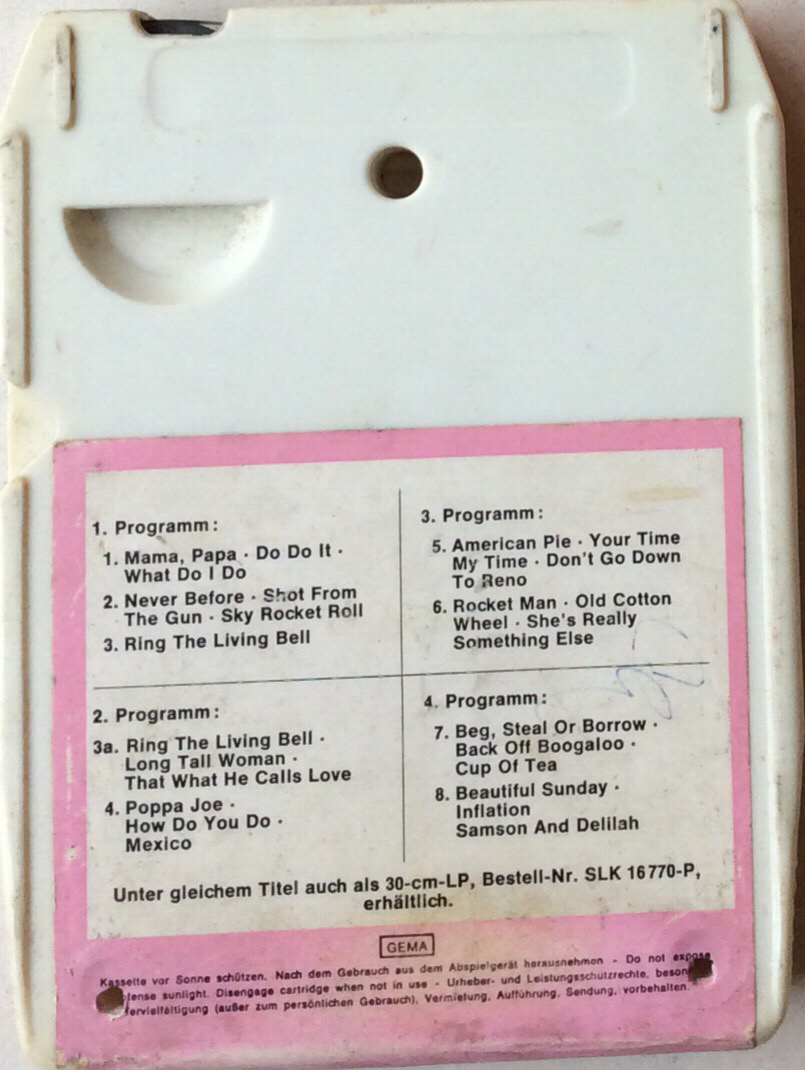 1. Programm:
1. Mama, Papa · Do Do It ·
What Do I Do
2. Never Before · Shot From
The Gun · Sky Rocket Roll
3. Ring The Living Bell
2. Programm:
3a. Ring The Living Bell ·
Long Tall Woman ·
That What He Calls Love
4. Poppa Joe ·
How Do You Do ·
Mexico
3. Programm:
5. American Pie · Your Time
My Time · Don't Go Down
To Reno
6. Rocket Man · Old Cotton
Wheel · She's Really
Something Else
4. Programm:
7. Beg, Steal Or Borrow ·
Back Off Boogaloo ·
Cup Of Tea
8. Beautiful Sunday ·
Inflation
Samson And Delilah
Unter gleichem Titel auch als 30-cm-LP, Bestell-Nr. SLK 16770-P,
erhältlich.
GEMA
Kassette vor Sonne schützen. Nach dem Gebrauch aus dem Abspielgerät herausnehmen - Do not expose
tense sunlight. Disengage cartridge when not in use - Urheber- und Leistungsschutzrechte, beson
ervielfältigung (außer zum persönlichen Gebrauch), Vermietung, Aufführung, Sendung, vorbehalten.